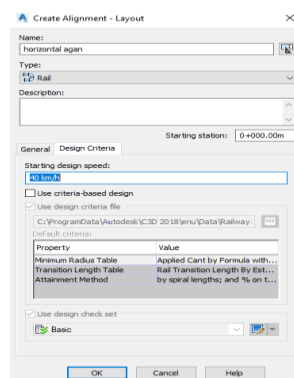 Create Alignment - Layout
Name:
horizontal agan
Type:
Rail
Description:
Starting station: 0+000.00m
General Design Criteria
Starting design speed:
40 km/h
Use criteria-based design
Use design criteria file
C:\ProgramData\Autodesk\C3D 2018\enu\Data\Railway ...
Default criteria:
Property Value
Minimum Radius Table Applied Cant by Formula with...
Transition Length Table Rail Transition Length By Est...
Attainment Method by spiral lengths; and % on t...
Use design check set
Basic
OK Cancel Help